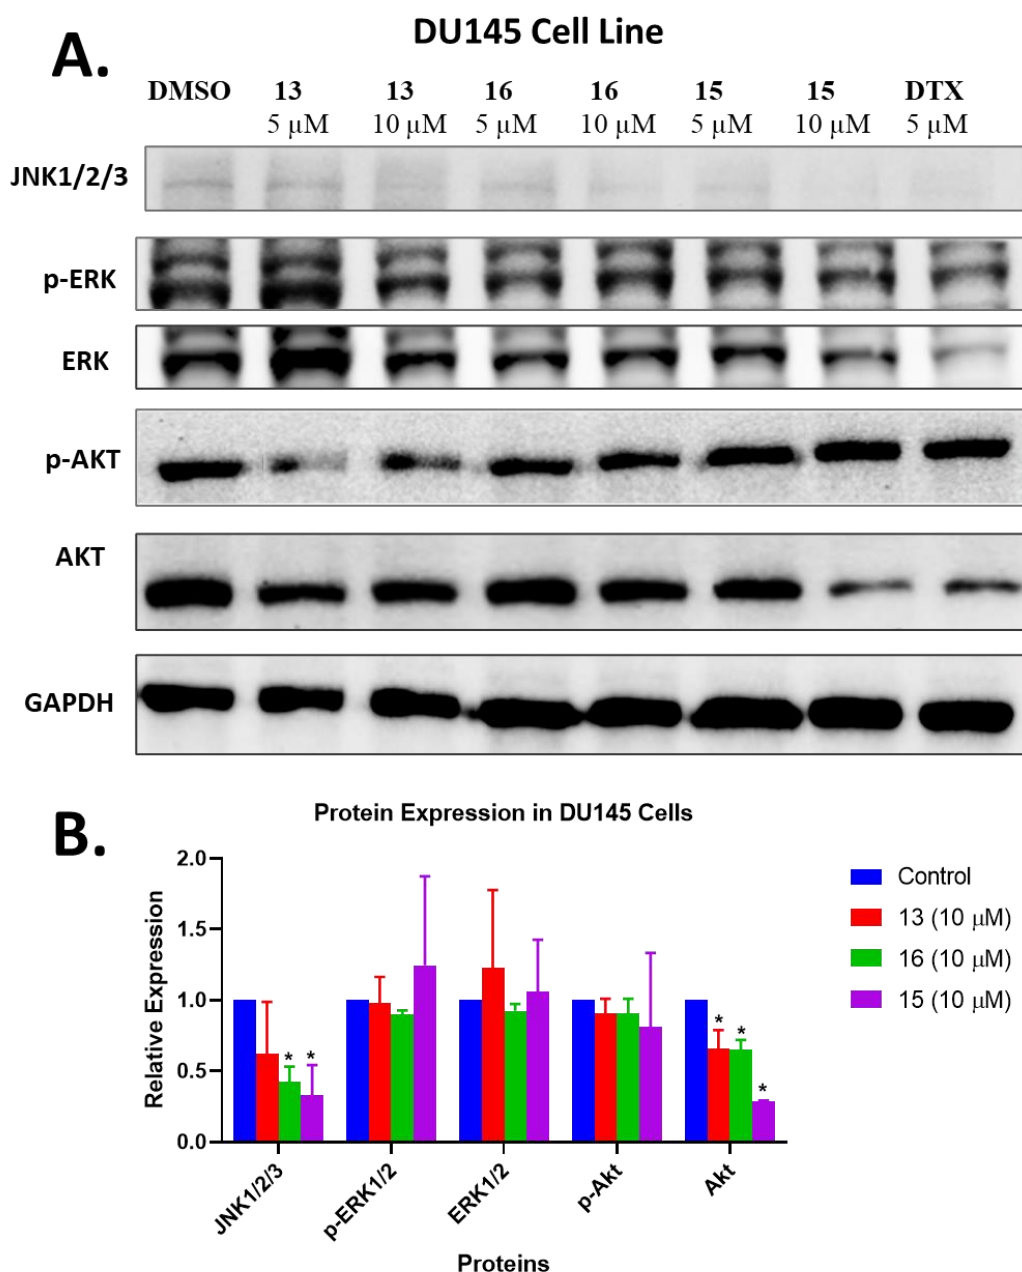 A.
DU145 Cell Line
DMSO 13 13 16 16 15 15 DTX
5 μM 10 μM 5 μM 10 μM 5 μM 10 μM 5 μM
JNK1/2/3
p-ERK
ERK
p-AKT
AKT
GAPDH
B.
Protein Expression in DU145 Cells
2.0
1.5
1.0
0.5
0.0
Relative Expression
* *
* *
*
JNK1/2/3 p-ERK1/2 ERK1/2 p-Akt Akt
Proteins
Control
13 (10 μM)
16 (10 μM)
15 (10 μM)